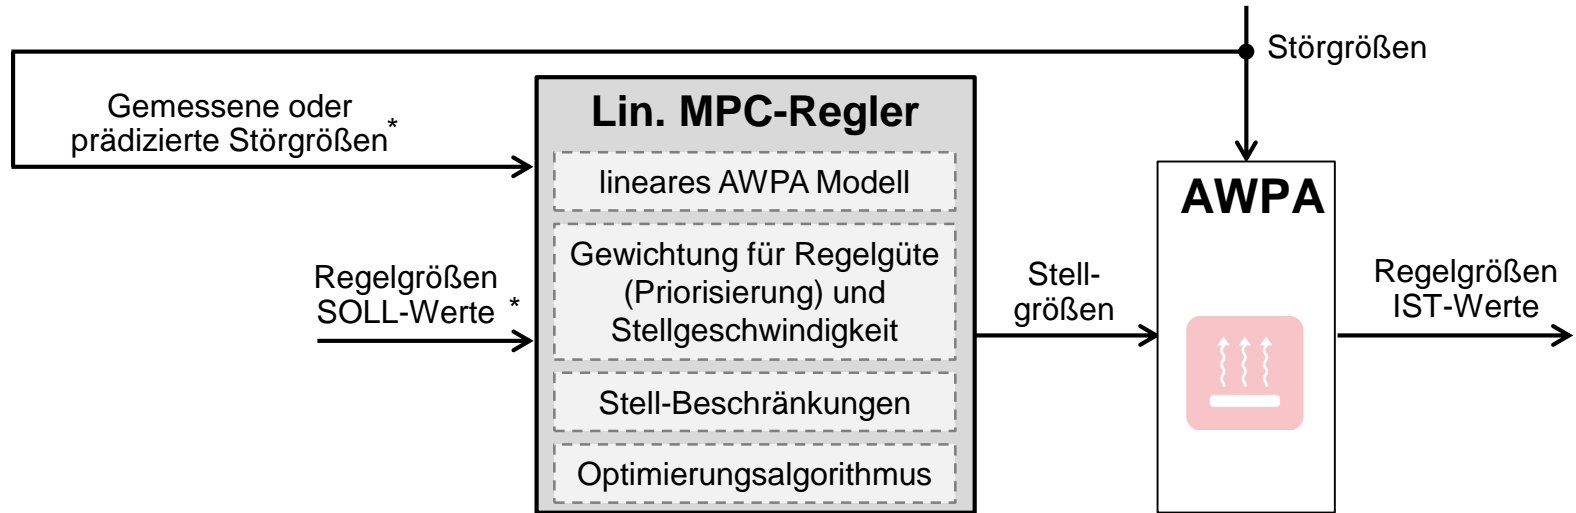 Störgrößen
Gemessene oder
prädizierte Störgrößen*
Lin. MPC-Regler
lineares AWPA Modell
Gewichtung für Regelgüte
(Priorisierung) und
Stellgeschwindigkeit
Stell-Beschränkungen
Optimierungsalgorithmus
Regelgrößen
SOLL-Werte *
Stell-
größen
AWPA
Regelgrößen
IST-Werte